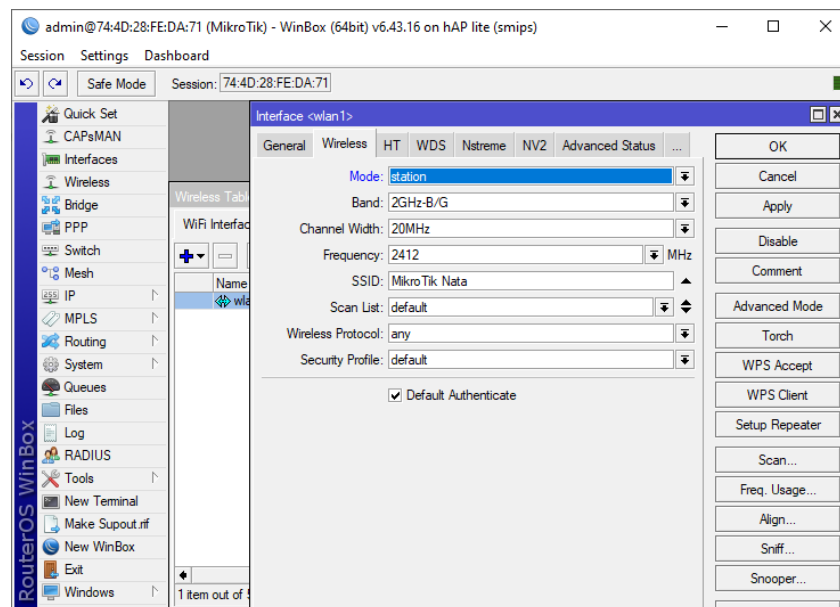 admin@74:4D:28:FE:DA:71 (MikroTik) - WinBox (64bit) v6.43.16 on hAP lite (smips)
Session Settings Dashboard
Safe Mode Session: 74:4D:28:FE:DA:71
Quick Set
CAPsMAN
Interfaces
Wireless
Bridge
PPP
Switch
Mesh
IP
MPLS
Routing
System
Queues
Files
Log
RADIUS
Tools
New Terminal
Make Supout.rif
New WinBox
Exit
Windows
RouterOS WinBox
Wireless Tabl
WiFi Interfac
Name
wla
1 item out of
Interface <wlan1>
General Wireless HT WDS Nstreme NV2 Advanced Status ...
Mode: station
Band: 2GHz-B/G
Channel Width: 20MHz
Frequency: 2412 MHz
SSID: MikroTik Nata
Scan List: default
Wireless Protocol: any
Security Profile: default
Default Authenticate
OK
Cancel
Apply
Disable
Comment
Advanced Mode
Torch
WPS Accept
WPS Client
Setup Repeater
Scan...
Freq. Usage...
Align...
Sniff...
Snooper...